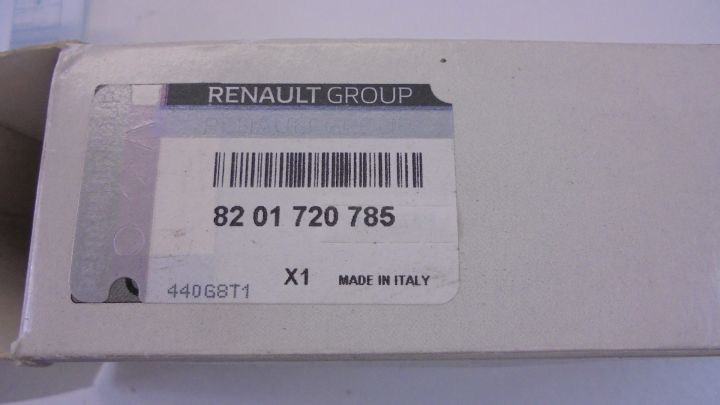 RENAULT GROUP
82 01 720 785
X1 MADE IN ITALY
440G8T1